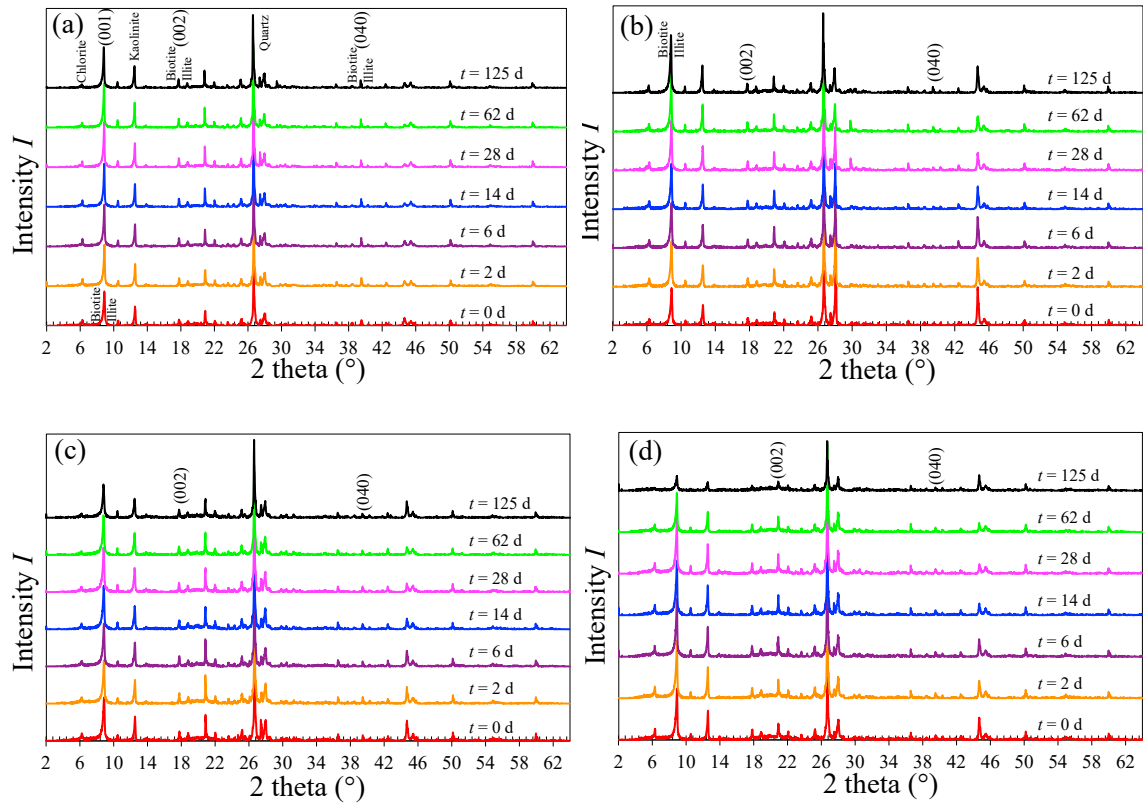 (a)
Chlorite
(001)
Kaolinite
Biotite
(002)
Illite
Quartz
Biotite
(040)
Illite
t = 125 d
t = 62 d
t = 28 d
t = 14 d
t = 6 d
t = 2 d
Biotite
Illite
t = 0 d
Intensity I
2 6 10 14 18 22 26 30 34 38 42 46 50 54 58 62
2 theta (°)
(b)
Biotite
Illite
(002)
(040)
t = 125 d
t = 62 d
t = 28 d
t = 14 d
t = 6 d
t = 2 d
t = 0 d
Intensity I
2 6 10 14 18 22 26 30 34 38 42 46 50 54 58 62
2 theta (°)
(c)
(002)
(040)
t = 125 d
t = 62 d
t = 28 d
t = 14 d
t = 6 d
t = 2 d
t = 0 d
Intensity I
2 6 10 14 18 22 26 30 34 38 42 46 50 54 58 62
2 theta (°)
(d)
(002)
(040)
t = 125 d
t = 62 d
t = 28 d
t = 14 d
t = 6 d
t = 2 d
t = 0 d
Intensity I
2 6 10 14 18 22 26 30 34 38 42 46 50 54 58 62
2 theta (°)